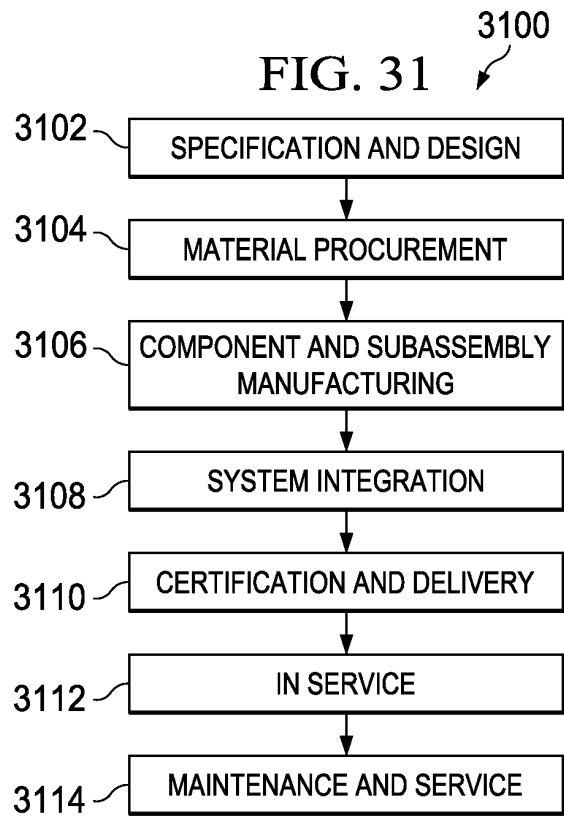 3100
FIG. 31
3102
SPECIFICATION AND DESIGN
3104
MATERIAL PROCUREMENT
3106
COMPONENT AND SUBASSEMBLY
MANUFACTURING
3108
SYSTEM INTEGRATION
3110
CERTIFICATION AND DELIVERY
3112
IN SERVICE
3114
MAINTENANCE AND SERVICE